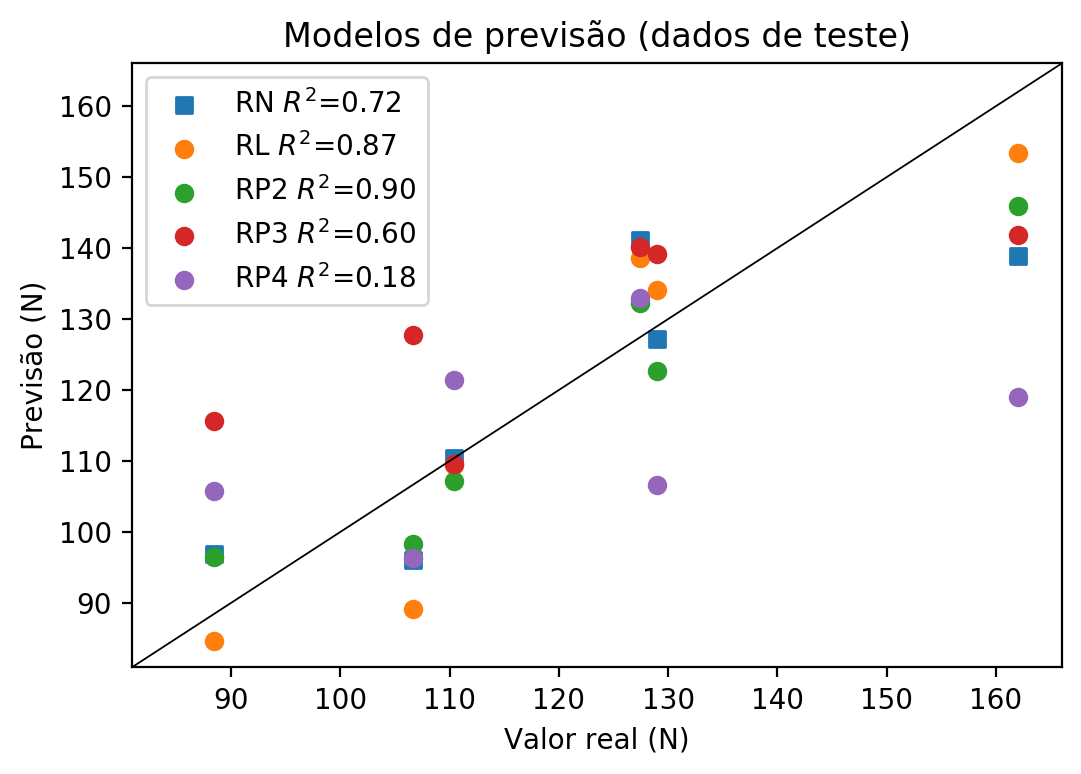 Modelos de previsão (dados de teste)
RN R²=0.72
RL R²=0.87
RP2 R²=0.90
RP3 R²=0.60
RP4 R²=0.18
Previsão (N)
160
150
140
130
120
110
100
90
90 100 110 120 130 140 150 160
Valor real (N)